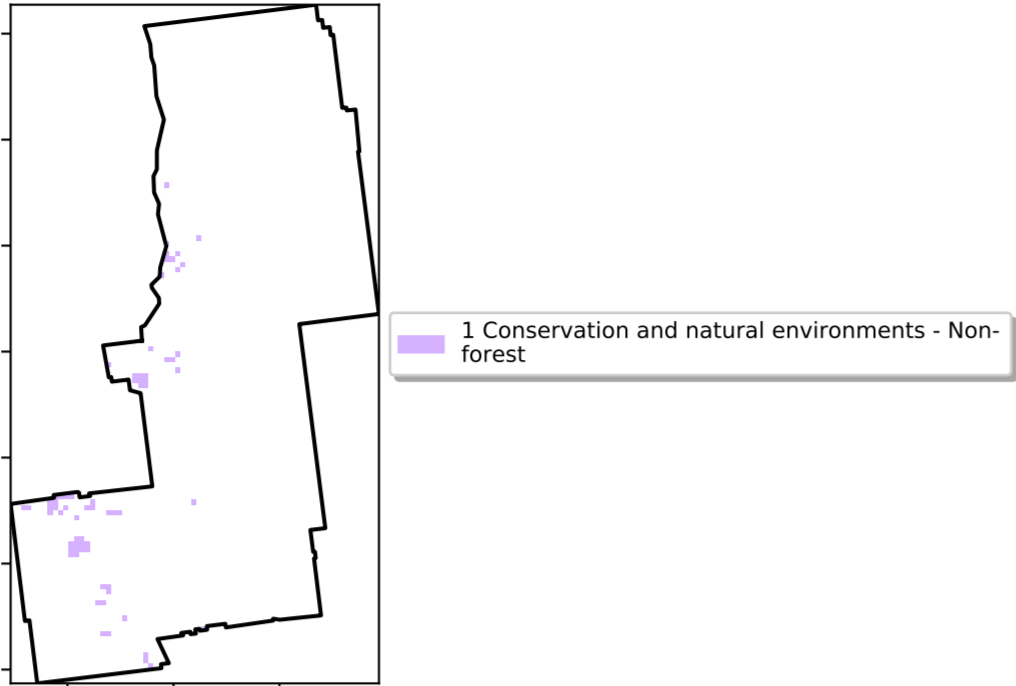 1 Conservation and natural environments - Non-
forest